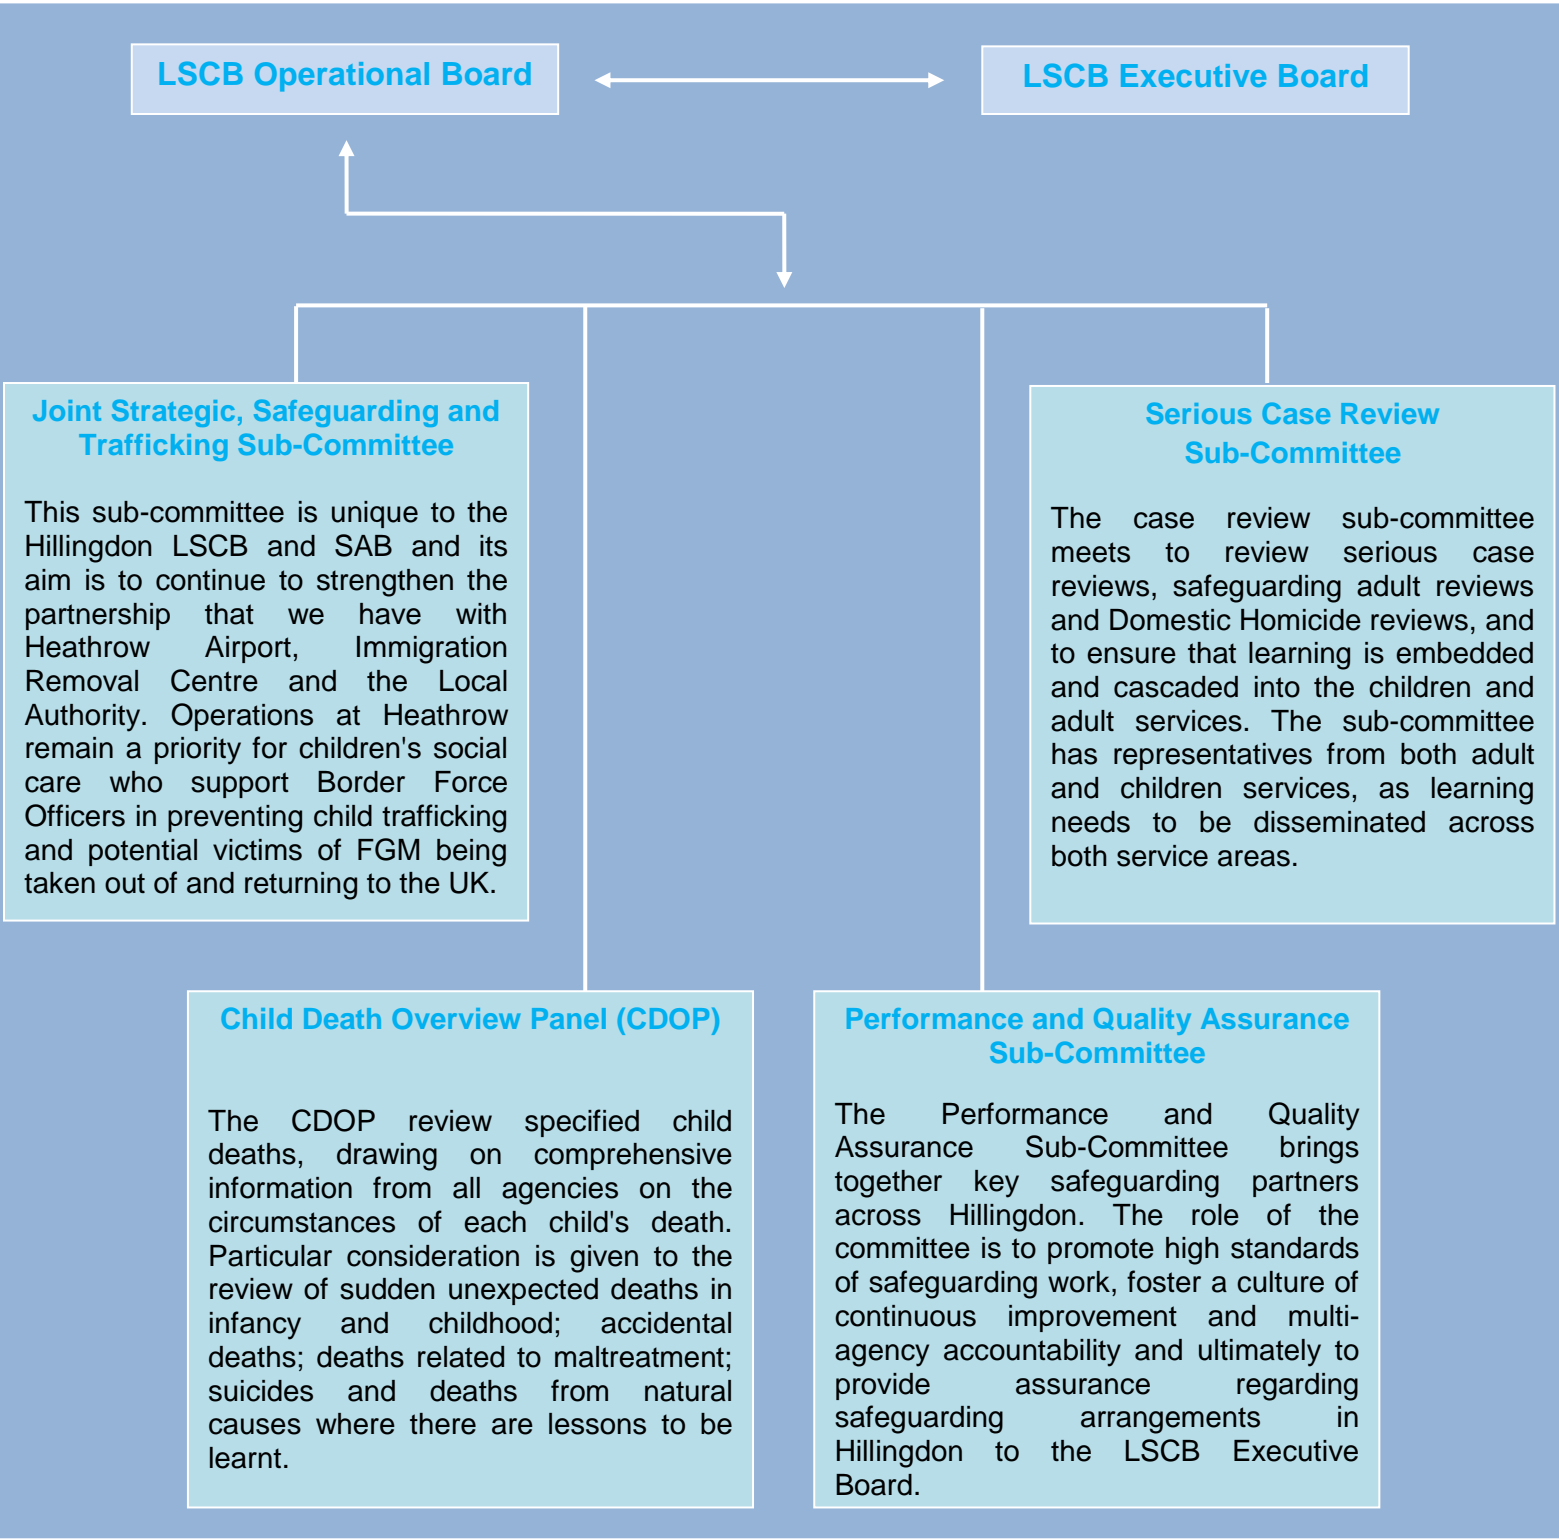 LSCB Operational Board
LSCB Executive Board
Joint Strategic, Safeguarding and
Trafficking Sub-Committee
This sub-committee is unique to the
Hillingdon LSCB and SAB and its
aim is to continue to strengthen the
partnership that we have with
Heathrow Airport, Immigration
Removal Centre and the Local
Authority. Operations at Heathrow
remain a priority for children's social
care who support Border Force
Officers in preventing child trafficking
and potential victims of FGM being
taken out of and returning to the UK.
Serious Case Review
Sub-Committee
The case review sub-committee
meets to review serious case
reviews, safeguarding adult reviews
and Domestic Homicide reviews, and
to ensure that learning is embedded
and cascaded into the children and
adult services. The sub-committee
has representatives from both adult
and children services, as learning
needs to be disseminated across
both service areas.
Child Death Overview Panel (CDOP)
The CDOP review specified child
deaths, drawing on comprehensive
information from all agencies on the
circumstances of each child's death.
Particular consideration is given to the
review of sudden unexpected deaths in
infancy and childhood; accidental
deaths; deaths related to maltreatment;
suicides and deaths from natural
causes where there are lessons to be
learnt.
Performance and Quality Assurance
Sub-Committee
The Performance and Quality
Assurance Sub-Committee brings
together key safeguarding partners
across Hillingdon. The role of the
committee is to promote high standards
of safeguarding work, foster a culture of
continuous improvement and multi-
agency accountability and ultimately to
provide assurance regarding
safeguarding arrangements in
Hillingdon to the LSCB Executive
Board.